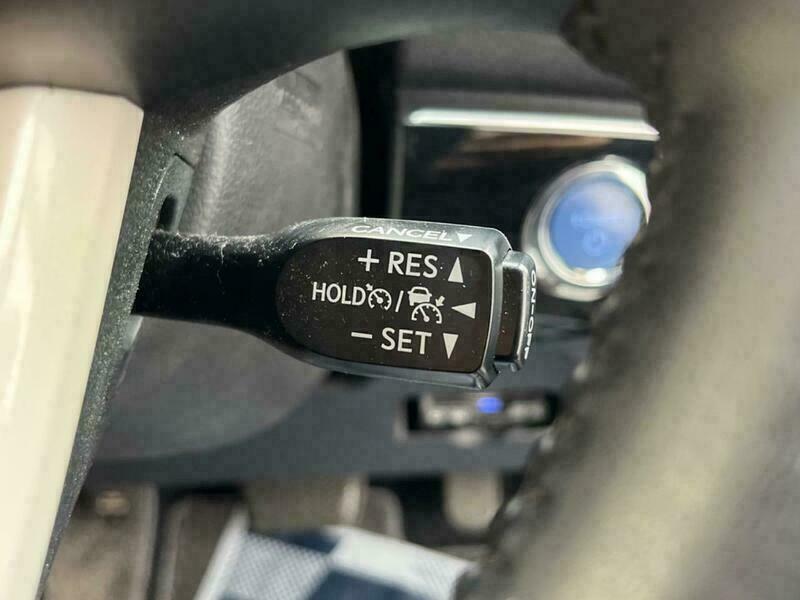 CANCEL
+ RES
HOLD /
− SET
ON-OFF